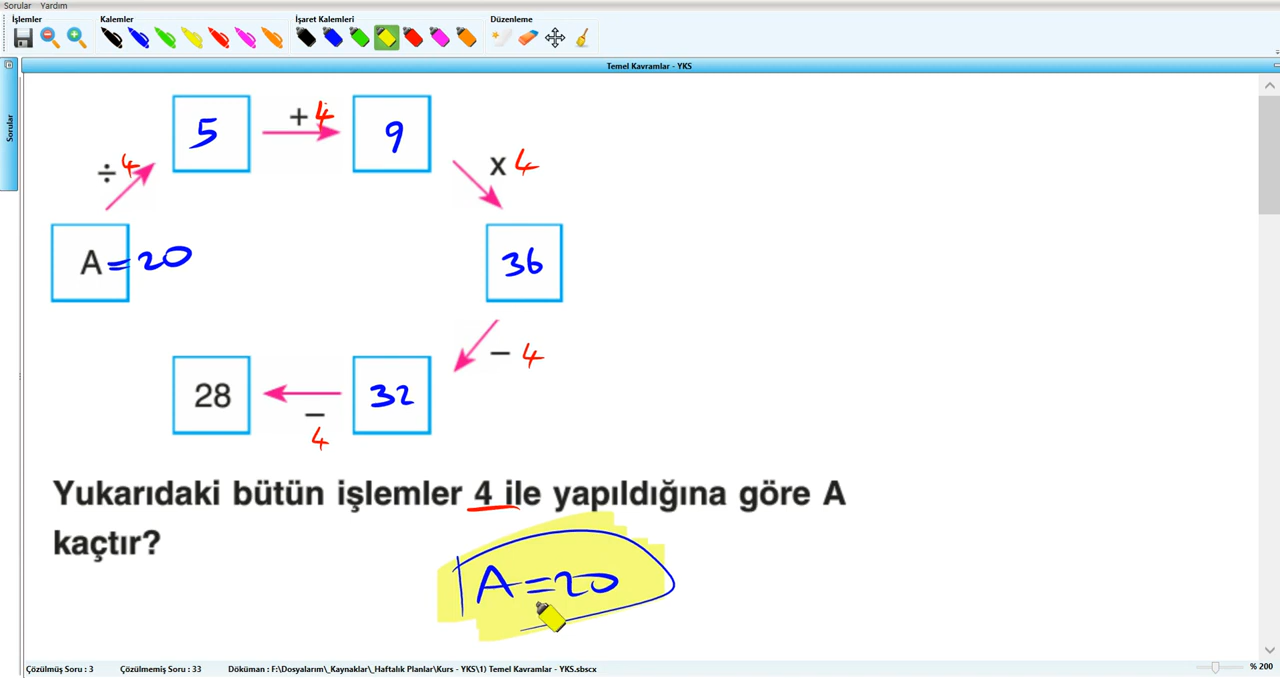 Sorular Yardım
İşlemler Kalemler İşaret Kalemleri Düzenleme
Temel Kavramlar - YKS
Sorular
5 + 4 9
÷ 4 x 4
A = 20 36
- 4
28 32
- 4
Yukarıdaki bütün işlemler 4 ile yapıldığına göre A
kaçtır?
A = 20
Çözülmüş Soru : 3 Çözülmemiş Soru : 33 Döküman : F:\Dosyalarım\_Kaynaklar\_Haftalık Planlar\Kurs - YKS\1) Temel Kavramlar - YKS.sbscx % 200